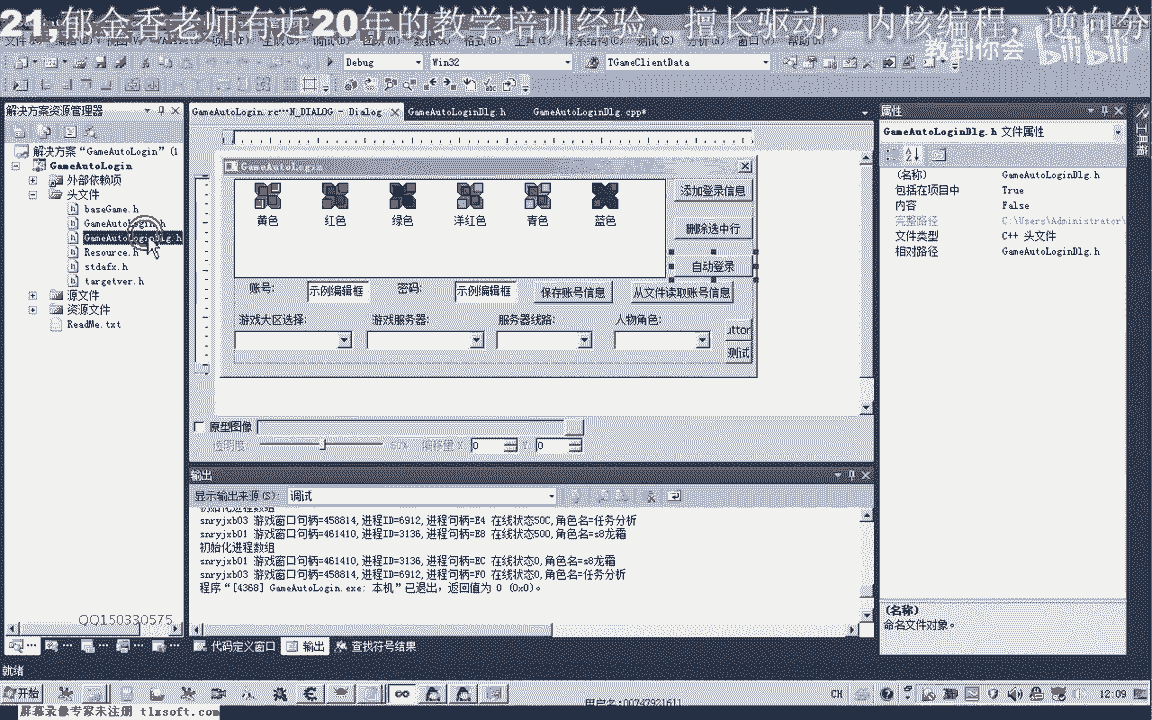 21,郁金香老师有近20年的教学培训经验，擅长驱动，内核编程，逆向分
教到你会 bilibili
Debug Win32 TGameClientData
解决方案资源管理器
GameAutoLogin.rc…N_DIALOG - Dialog GameAutoLoginDlg.h GameAutoLoginDlg.cpp*
属性
工具箱
解决方案“GameAutoLogin” (1
GameAutoLogin
外部依赖项
头文件
baseGame.h
GameAutoLogin.h
GameAutoLoginDlg.h
Resource.h
stdafx.h
targetver.h
源文件
资源文件
ReadMe.txt
GameAutoLogin
黄色 红色 绿色 洋红色 青色 蓝色
添加登录信息
删除选中行
自动登录
账号: 示例编辑框 密码: 示例编辑框 保存账号信息 从文件读取账号信息
游戏大区选择: 游戏服务器: 服务器线路: 人物角色:
utton
测试
原型图像
透明度: 50% 偏移量 X: 0 Y: 0
GameAutoLoginDlg.h 文件属性
(名称) GameAutoLoginDlg.h
包括在项目中 True
内容 False
完整路径 C:\Users\Administrator\
文件类型 C++ 头文件
相对路径 GameAutoLoginDlg.h
(名称)
命名文件对象。
输出
显示输出来源(S): 调试
初始化进程数组
snryjxb03 游戏窗口句柄=458814,进程ID=6912,进程句柄=E4 在线状态50C,角色名=任务分析
snryjxb01 游戏窗口句柄=461410,进程ID=3136,进程句柄=E8 在线状态500,角色名=s8龙霜
初始化进程数组
snryjxb01 游戏窗口句柄=461410,进程ID=3136,进程句柄=EC 在线状态0,角色名=s8龙霜
snryjxb03 游戏窗口句柄=458814,进程ID=6912,进程句柄=F0 在线状态0,角色名=任务分析
程序“[4368] GameAutoLogin.exe: 本机”已退出，返回值为 0 (0x0)。
QQ150330575
代码定义窗口 输出 查找符号结果
就绪
开始 CH 12:09
屏幕录像专家未注册 tlxsoft.com